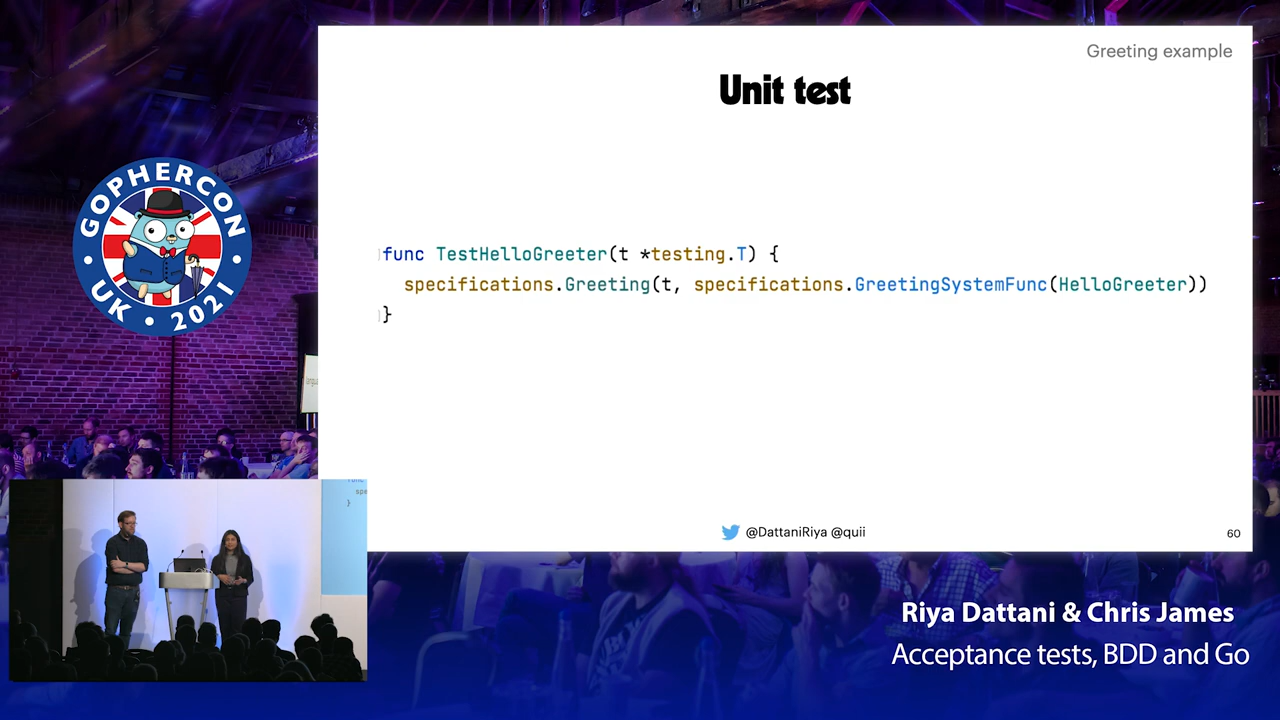 GOPHERCON
UK • 2021
Greeting example
Unit test
func TestHelloGreeter(t *testing.T) {
specifications.Greeting(t, specifications.GreetingSystemFunc(HelloGreeter))
}
@DattaniRiya @quii
60
spe
}
Riya Dattani & Chris James
Acceptance tests, BDD and Go